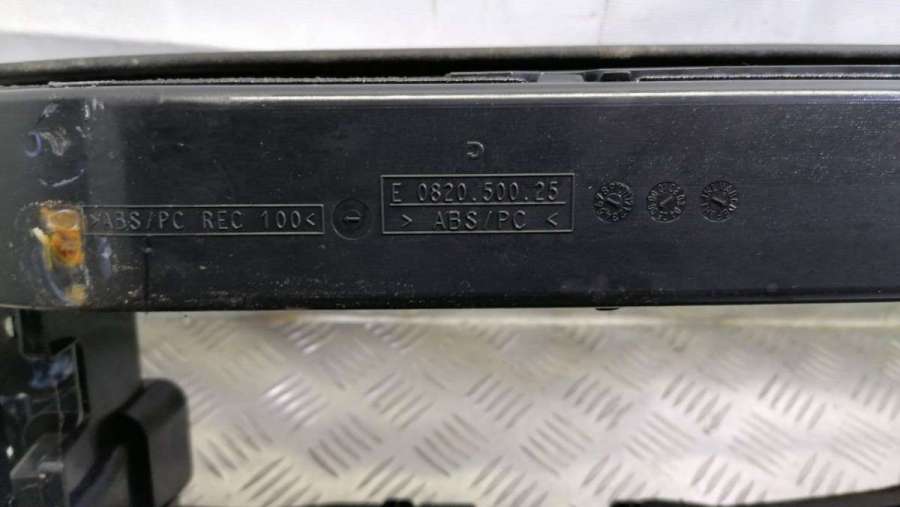 E 0820.500.25
>ABS/PC REC 100<
> ABS/PC <